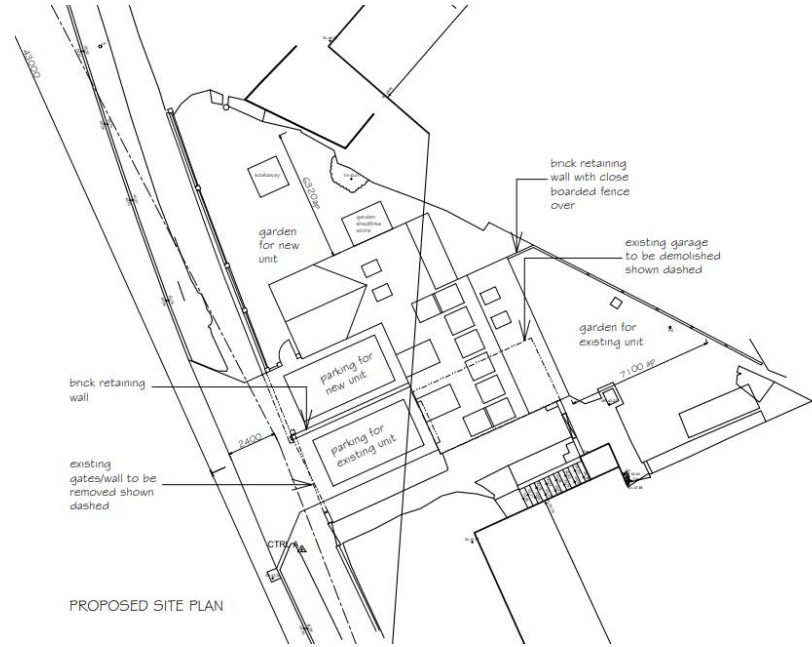 43000
soakaway
6320ap
garden
for new
unit
garden
shed/bike
store
brick retaining
wall with close
boarded fence
over
existing garage
to be demolished
shown dashed
garden for
existing unit
7100 ap
parking for
new unit
brick retaining
wall
parking for
existing unit
2400
existing
gates/wall to be
removed shown
dashed
PROPOSED SITE PLAN